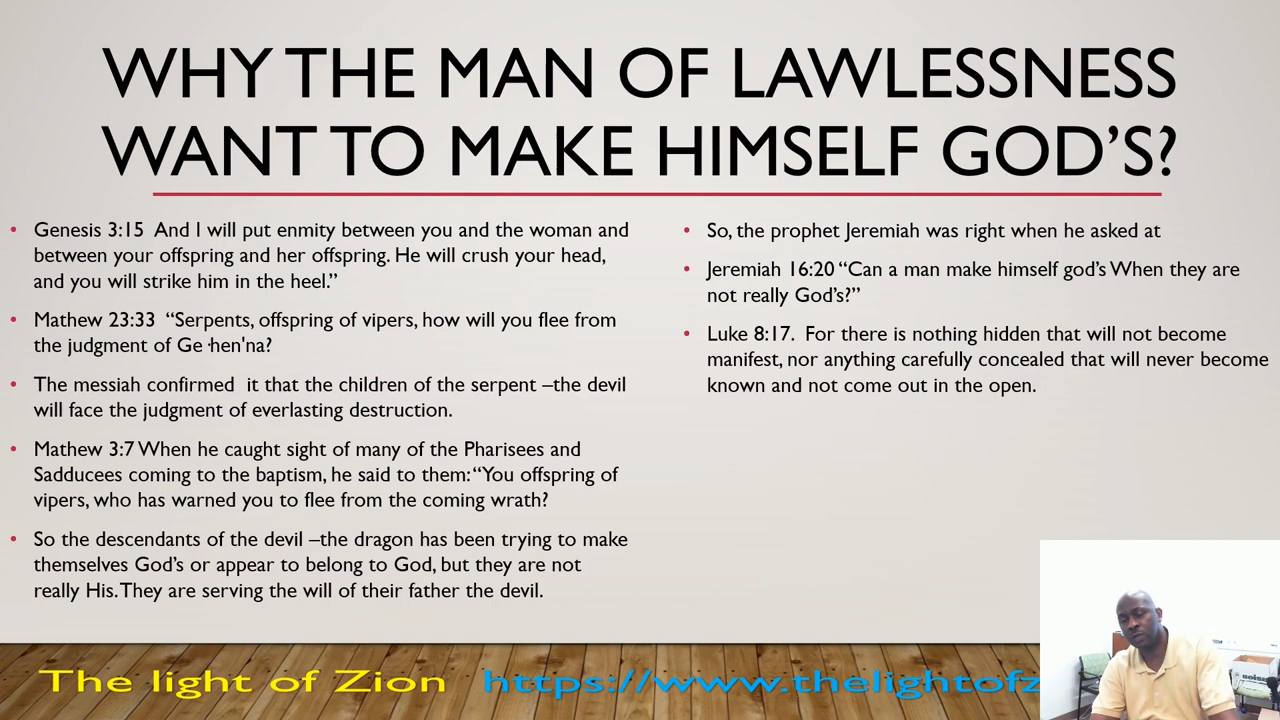 WHY THE MAN OF LAWLESSNESS
WANT TO MAKE HIMSELF GOD’S?
• Genesis 3:15 And I will put enmity between you and the woman and
between your offspring and her offspring. He will crush your head,
and you will strike him in the heel.”
• Mathew 23:33 “Serpents, offspring of vipers, how will you flee from
the judgment of Ge·hen'na?
• The messiah confirmed it that the children of the serpent –the devil
will face the judgment of everlasting destruction.
• Mathew 3:7 When he caught sight of many of the Pharisees and
Sadducees coming to the baptism, he said to them: “You offspring of
vipers, who has warned you to flee from the coming wrath?
• So the descendants of the devil –the dragon has been trying to make
themselves God’s or appear to belong to God, but they are not
really His. They are serving the will of their father the devil.
• So, the prophet Jeremiah was right when he asked at
• Jeremiah 16:20 “Can a man make himself god’s When they are
not really God’s?”
• Luke 8:17. For there is nothing hidden that will not become
manifest, nor anything carefully concealed that will never become
known and not come out in the open.
The light of Zion https://www.thelightofz